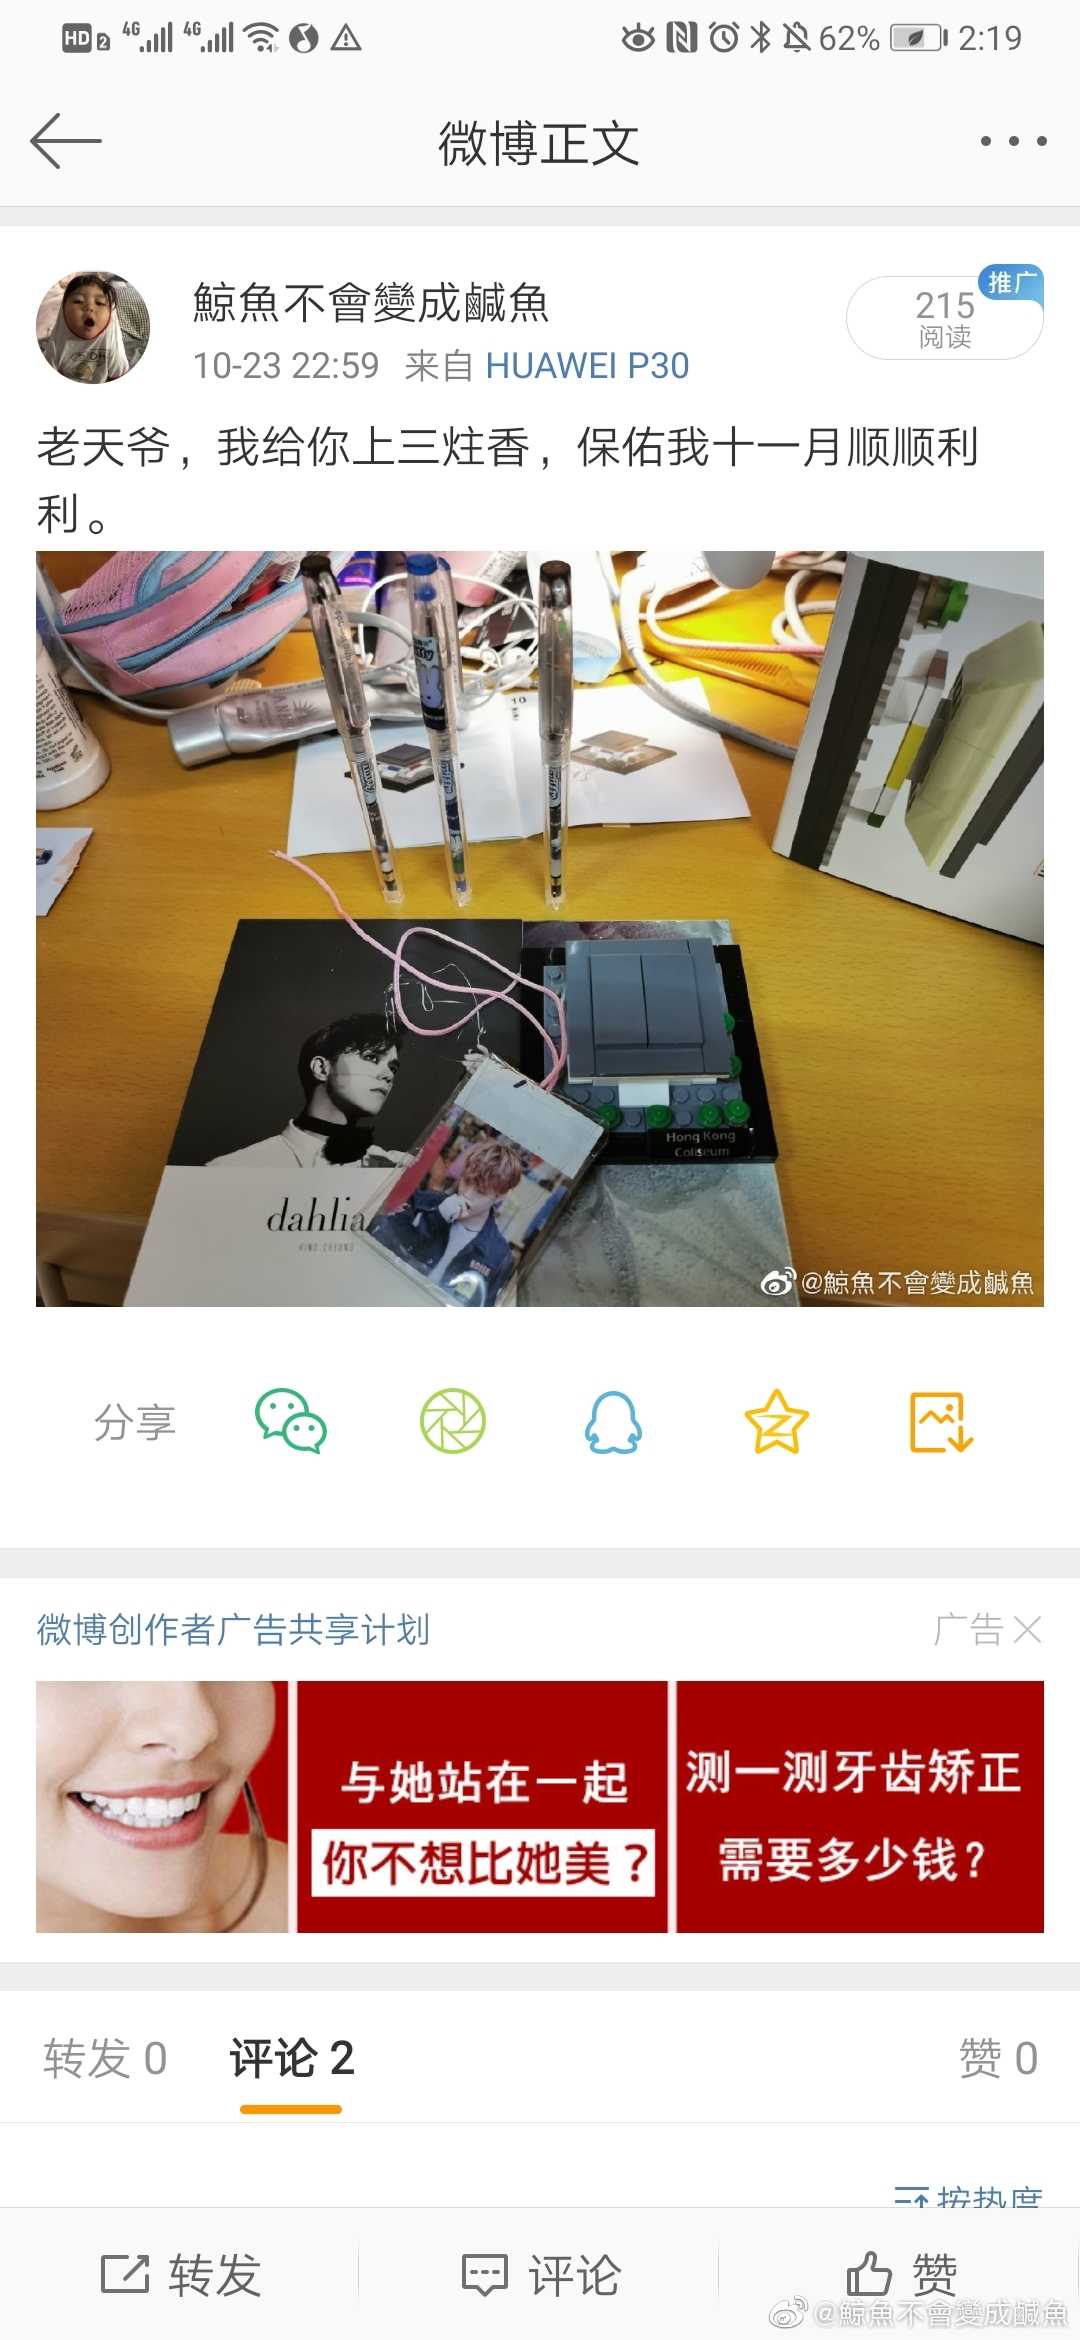 HD 2 4G 4G 62% 2:19
微博正文
鯨魚不會變成鹹魚
推广
215
阅读
10-23 22:59 来自 HUAWEI P30
老天爷，我给你上三炷香，保佑我十一月顺顺利
利。
10
Hong Kong
Coliseum
dahlia
HINS CHEUNG
@鯨魚不會變成鹹魚
分享
微博创作者广告共享计划 广告
与她站在一起
你不想比她美？
测一测牙齿矫正
需要多少钱？
转发 0 评论 2 赞 0
按热度
转发 评论 赞
@鯨魚不會變成鹹魚